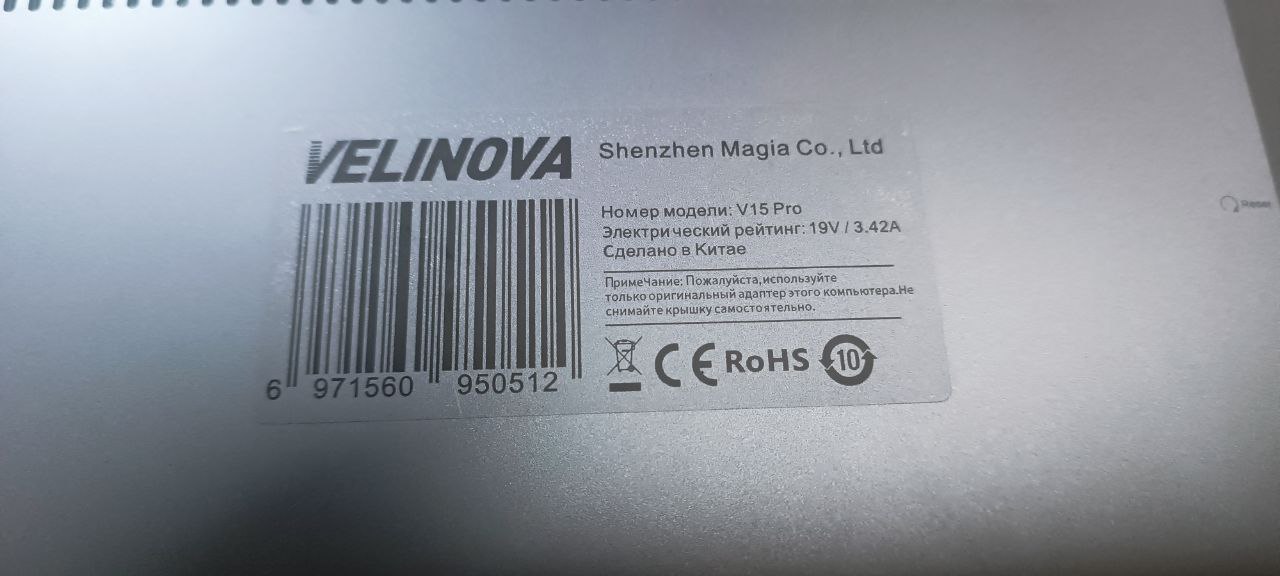 VELINOVA
Shenzhen Magia Co., Ltd
Номер модели: V15 Pro
Электрический рейтинг: 19V / 3.42A
Сделано в Китае
ПримеЧание: Пожалуйста,используйте
только оригинальный адаптер этого компьютера.Не
снимайте крышку самостоятельно.
6 971560 950512
CE RoHS 10
Reset